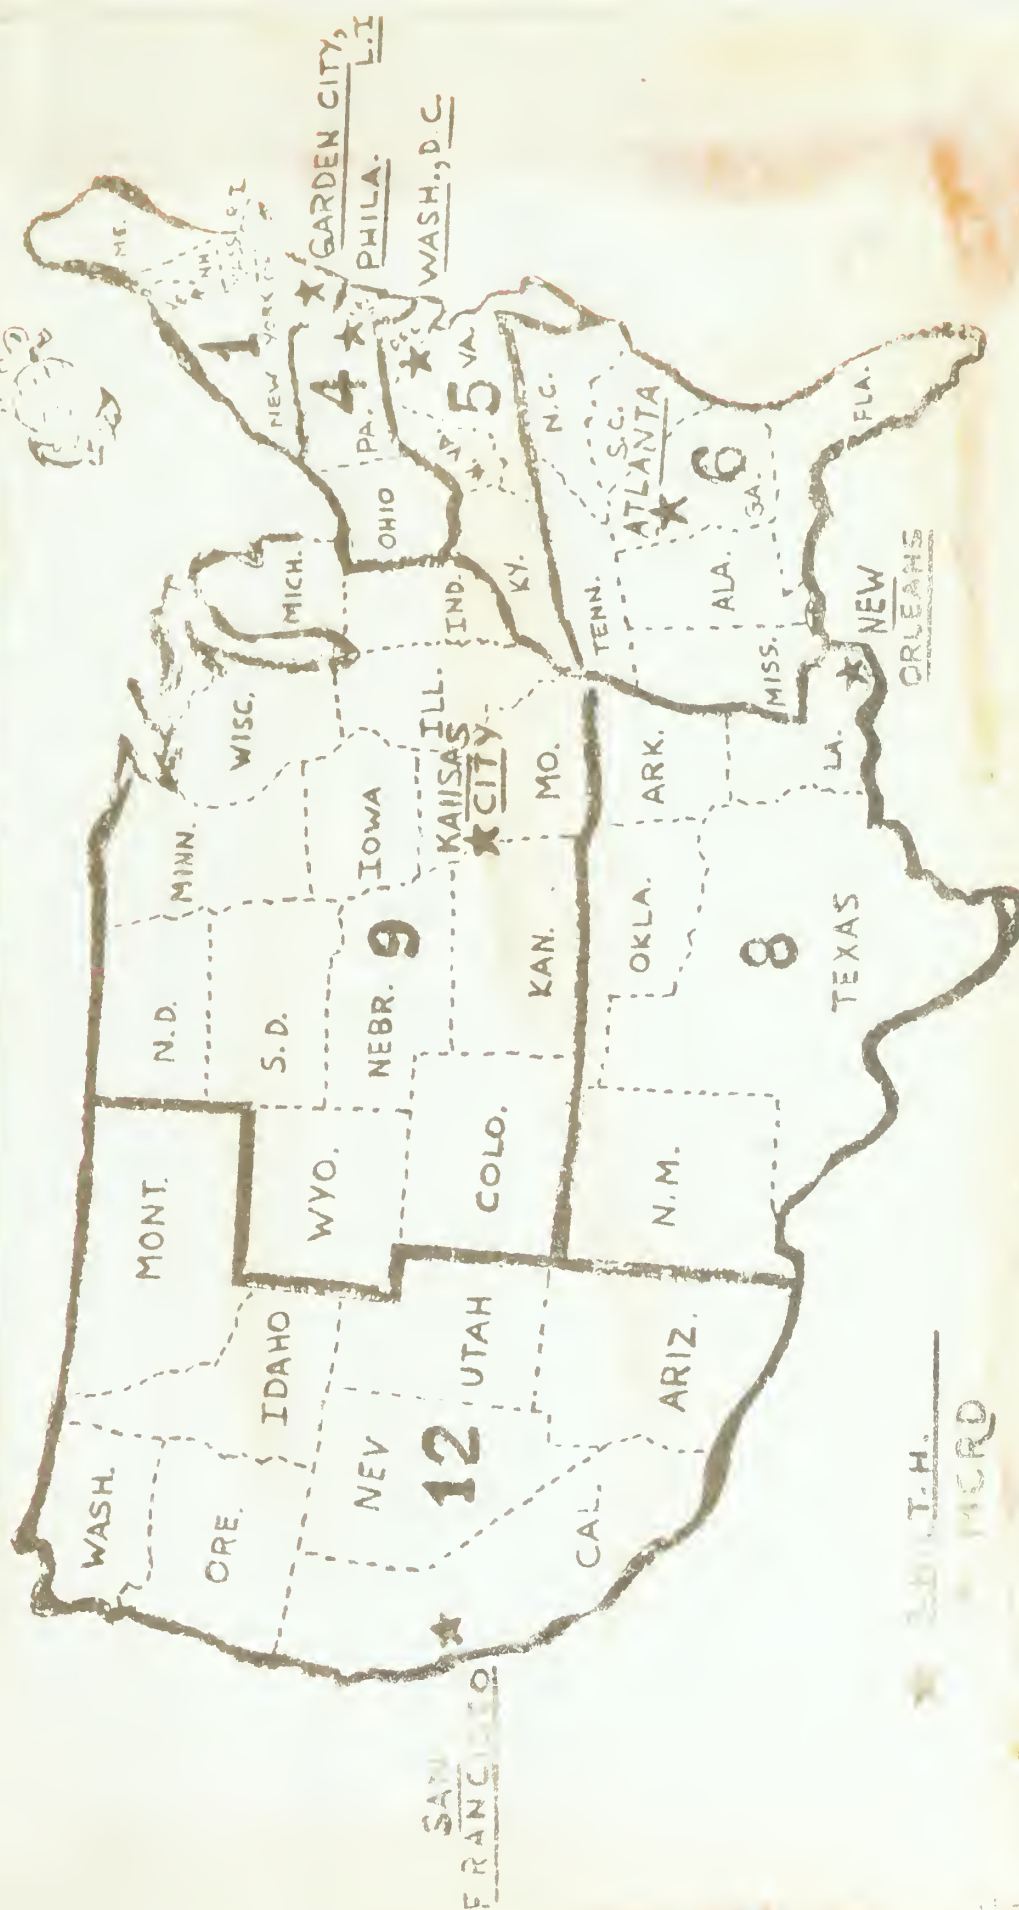 WASH.
ORE.
CAL.
NEV
12
IDAHO
UTAH
ARIZ.
MONT.
WYO.
COLO.
N.M.
N.D.
S.D.
NEBR.
9
KAN.
OKLA.
8
TEXAS
MINN.
IOWA
KANSAS
CITY
MO.
ARK.
LA.
WISC.
ILL.
MICH.
IND.
KY.
TENN.
MISS.
ALA.
GA.
6
FLA.
ATLANTA
S.C.
N.C.
OHIO
PA.
4
5
VA.
NEW
1
ME.
NH
GARDEN CITY,
L.I
PHILA.
WASH., D.C.
NEW
ORLEANS
SAN
T.H.
MCRD